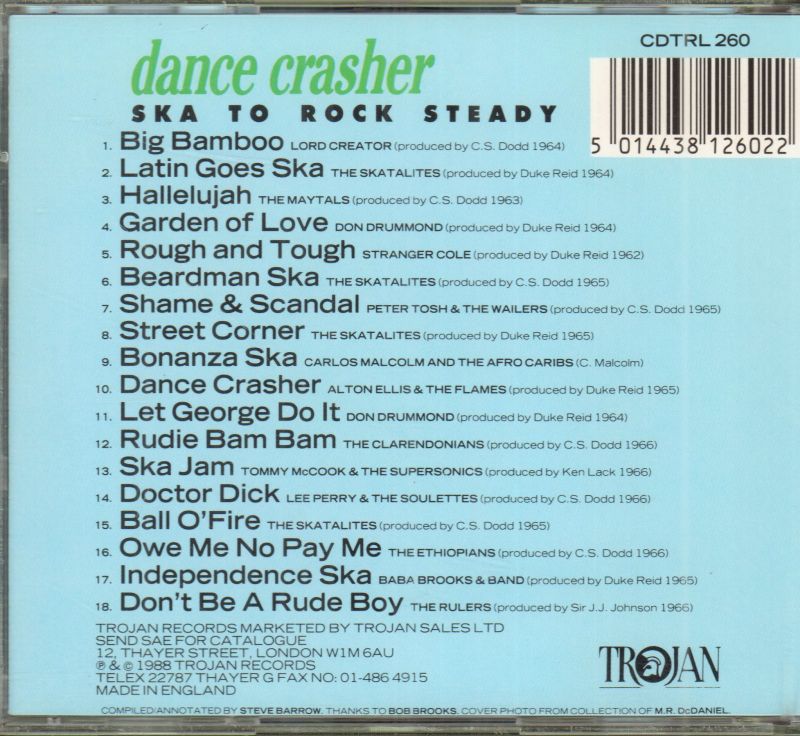 CDTRL 260
dance crasher
SKA TO ROCK STEADY
5 014438 126022
1. Big Bamboo LORD CREATOR (produced by C.S. Dodd 1964)
2. Latin Goes Ska THE SKATALITES (produced by Duke Reid 1964)
3. Hallelujah THE MAYTALS (produced by C.S. Dodd 1963)
4. Garden of Love DON DRUMMOND (produced by Duke Reid 1964)
5. Rough and Tough STRANGER COLE (produced by Duke Reid 1962)
6. Beardman Ska THE SKATALITES (produced by C.S. Dodd 1965)
7. Shame & Scandal PETER TOSH & THE WAILERS (produced by C.S. Dodd 1965)
8. Street Corner THE SKATALITES (produced by Duke Reid 1965)
9. Bonanza Ska CARLOS MALCOLM AND THE AFRO CARIBS (C. Malcolm)
10. Dance Crasher ALTON ELLIS & THE FLAMES (produced by Duke Reid 1965)
11. Let George Do It DON DRUMMOND (produced by Duke Reid 1964)
12. Rudie Bam Bam THE CLARENDONIANS (produced by C.S. Dodd 1966)
13. Ska Jam TOMMY McCOOK & THE SUPERSONICS (produced by Ken Lack 1966)
14. Doctor Dick LEE PERRY & THE SOULETTES (produced by C.S. Dodd 1966)
15. Ball O'Fire THE SKATALITES (produced by C.S. Dodd 1965)
16. Owe Me No Pay Me THE ETHIOPIANS (produced by C.S. Dodd 1966)
17. Independence Ska BABA BROOKS & BAND (produced by Duke Reid 1965)
18. Don't Be A Rude Boy THE RULERS (produced by Sir J.J. Johnson 1966)
TROJAN RECORDS MARKETED BY TROJAN SALES LTD
SEND SAE FOR CATALOGUE
12, THAYER STREET, LONDON W1M 6AU
℗ & © 1988 TROJAN RECORDS
TELEX 22787 THAYER G FAX NO: 01-486 4915
MADE IN ENGLAND
TROJAN
COMPILED/ANNOTATED BY STEVE BARROW. THANKS TO BOB BROOKS. COVER PHOTO FROM COLLECTION OF M.R. McDANIEL.